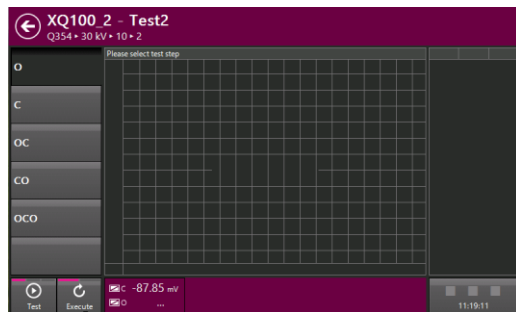 XQ100_2 - Test2
Q354 ▸ 30 kV ▸ 10 ▸ 2
Please select test step
O
C
OC
CO
OCO
C -87.85 mV
O ...
Test
Execute
11:19:11